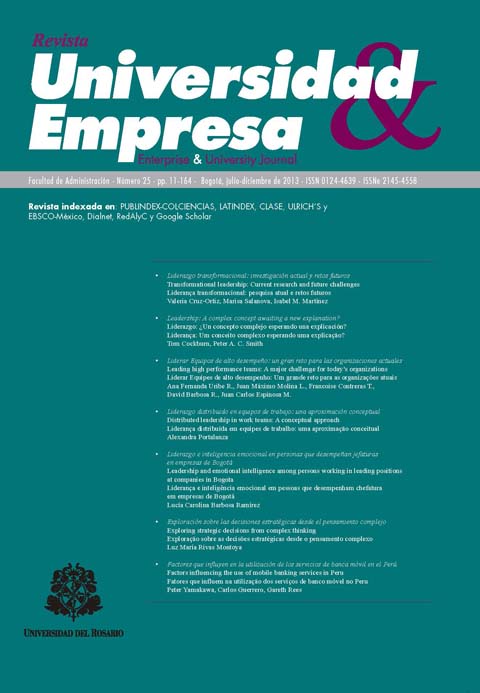 Revista
Universidad &
Empresa
Enterprise & University Journal
Facultad de Administración - Número 25 - pp. 11-164 - Bogotá, julio-diciembre de 2013 - ISSN 0124-4639 - ISSNe 2145-4558
Revista indexada en: PUBLINDEX-COLCIENCIAS, LATINDEX, CLASE, ULRICH'S y
EBSCO-México, Dialnet, RedAlyC y Google Scholar
• Liderazgo transformacional: investigación actual y retos futuros
Transformational leadership: Current research and future challenges
Liderança transformacional: pesquisa atual e retos futuros
Valeria Cruz-Ortiz, Marisa Salanova, Isabel M. Martínez
• Leadership: A complex concept awaiting a new explanation?
Liderazgo: ¿Un concepto complejo esperando una explicación?
Liderança: Um conceito complexo esperando uma explicação?
Tom Cockburn, Peter A. C. Smith
• Liderar Equipos de alto desempeño: un gran reto para las organizaciones actuales
Leading high performance teams: A major challenge for today's organizations
Liderar Equipes de alto desempenho: Um grande reto para as organizações atuais
Ana Fernanda Uribe R., Juan Máximo Molina L., Francoise Contreras T.,
David Barbosa R., Juan Carlos Espinosa M.
• Liderazgo distribuido en equipos de trabajo: una aproximación conceptual
Distributed leadership in work teams: A conceptual approach
Liderança distribuída em equipes de trabalho: uma aproximação conceitual
Alexandra Portalanza
• Liderazgo e inteligencia emocional en personas que desempeñan jefaturas
en empresas de Bogotá
Leadership and emotional intelligence among persons working in leading positions
at companies in Bogota
Liderança e inteligência emocional em pessoas que desempenham chefatura
em empresas de Bogotá
Lucía Carolina Barbosa Ramírez
• Exploración sobre las decisiones estratégicas desde el pensamiento complejo
Exploring strategic decisions from complex thinking
Exploração sobre as decisões estratégicas desde o pensamento complexo
Luz María Rivas Montoya
• Factores que influyen en la utilización de los servicios de banca móvil en el Perú
Factors influencing the use of mobile banking services in Peru
Fatores que influem na utilização dos serviços de banco móvel no Peru
Peter Yamakawa, Carlos Guerrero, Gareth Rees
UNIVERSIDAD DEL ROSARIO